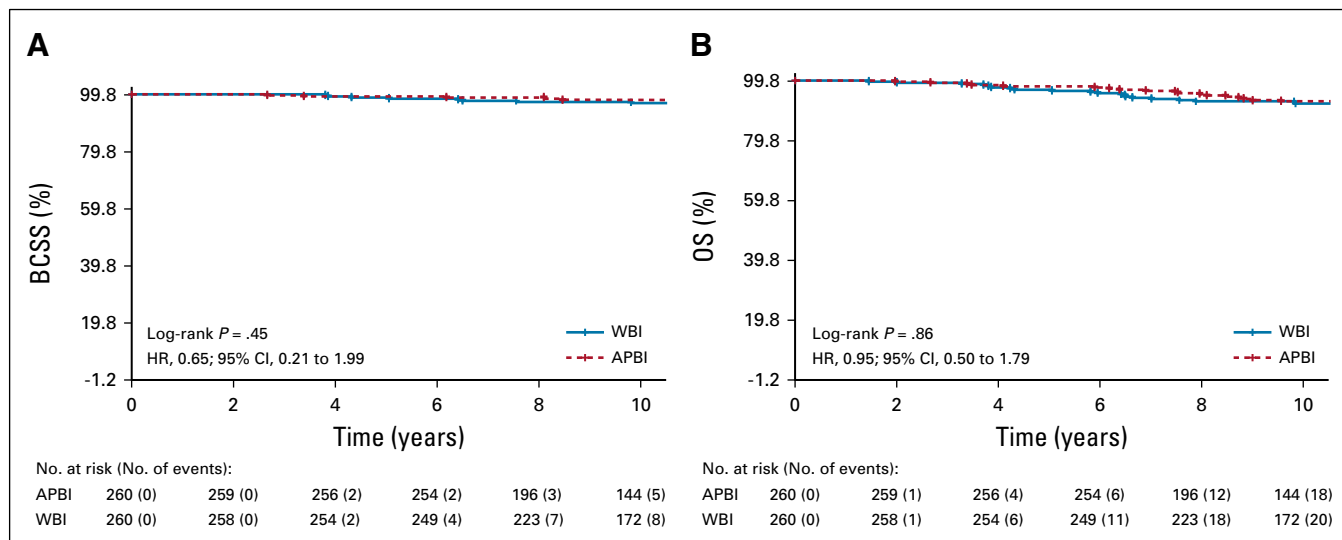 A
99.8
79.8
59.8
39.8
19.8
-1.2
BCSS (%)
Log-rank P = .45
HR, 0.65; 95% CI, 0.21 to 1.99
WBI
APBI
0 2 4 6 8 10
Time (years)
No. at risk (No. of events):
APBI 260 (0) 259 (0) 256 (2) 254 (2) 196 (3) 144 (5)
WBI 260 (0) 258 (0) 254 (2) 249 (4) 223 (7) 172 (8)
B
99.8
79.8
59.8
39.8
19.8
-1.2
OS (%)
Log-rank P = .86
HR, 0.95; 95% CI, 0.50 to 1.79
WBI
APBI
0 2 4 6 8 10
Time (years)
No. at risk (No. of events):
APBI 260 (0) 259 (1) 256 (4) 254 (6) 196 (12) 144 (18)
WBI 260 (0) 258 (1) 254 (6) 249 (11) 223 (18) 172 (20)